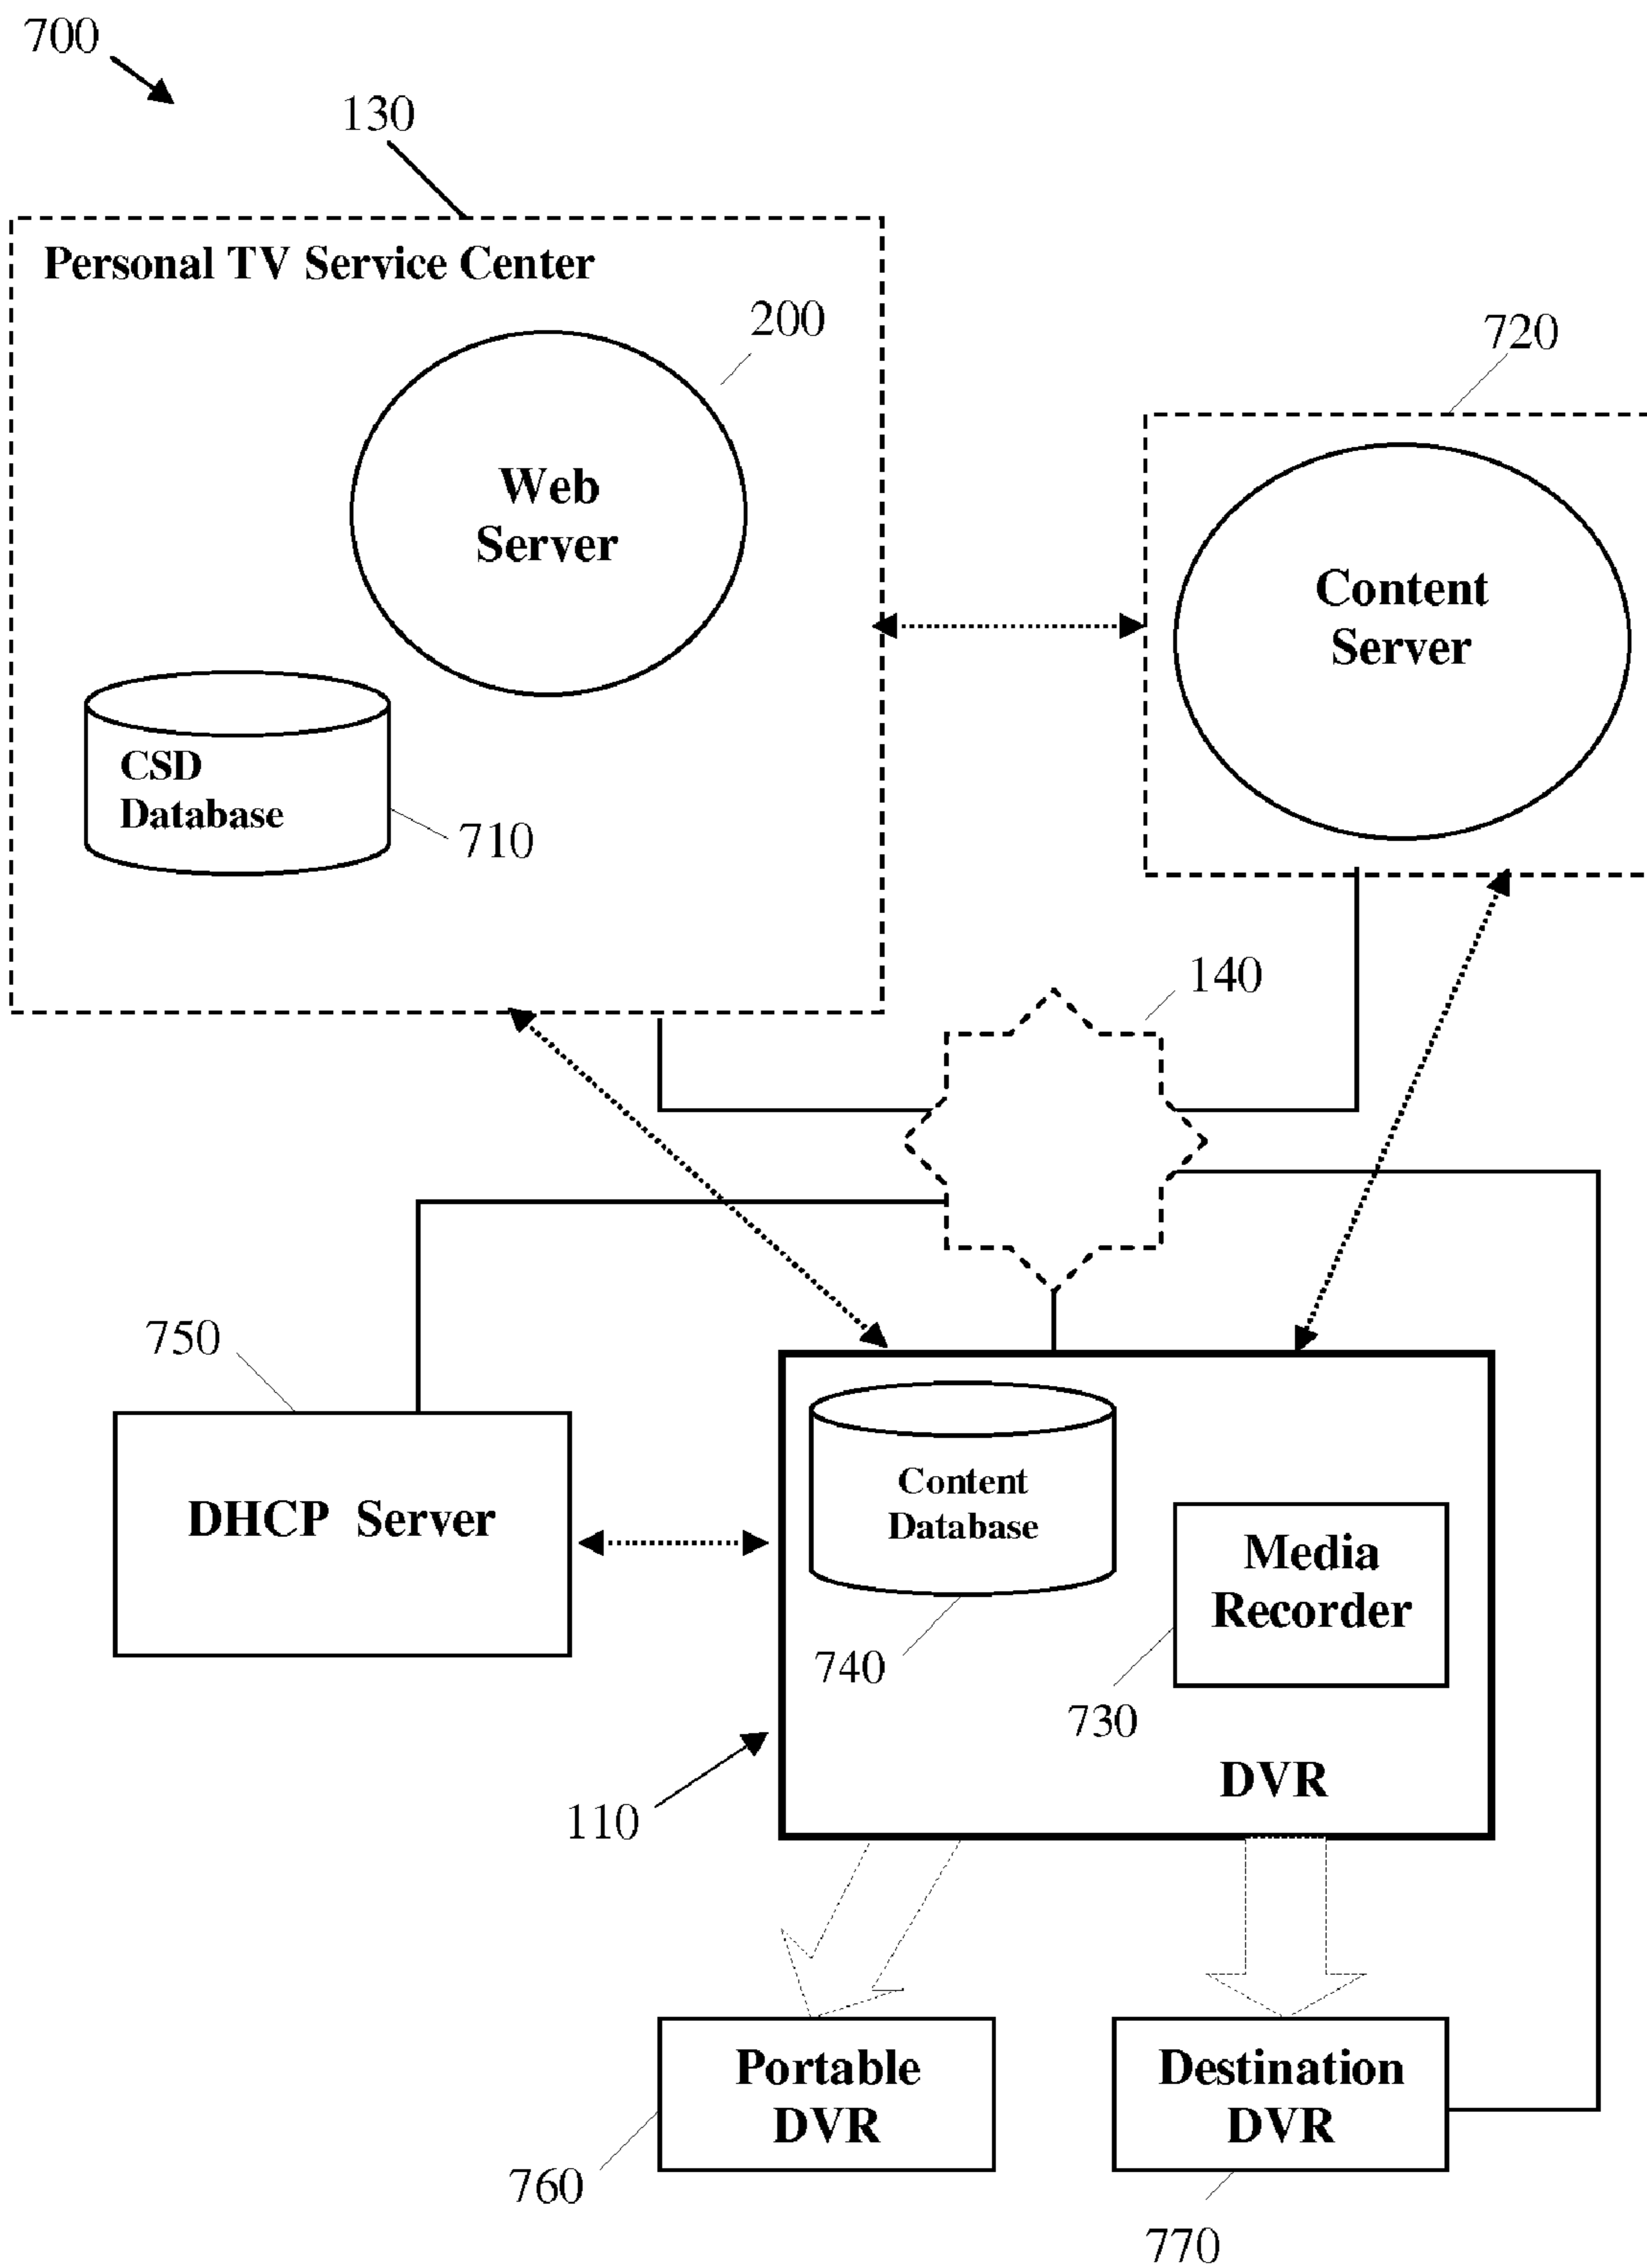 700
130
Personal TV Service Center
200
720
Web
Server
Content
Server
CSD
Database
710
140
750
DHCP Server
Content
Database
Media
Recorder
740
730
DVR
110
Portable
DVR
Destination
DVR
760
770